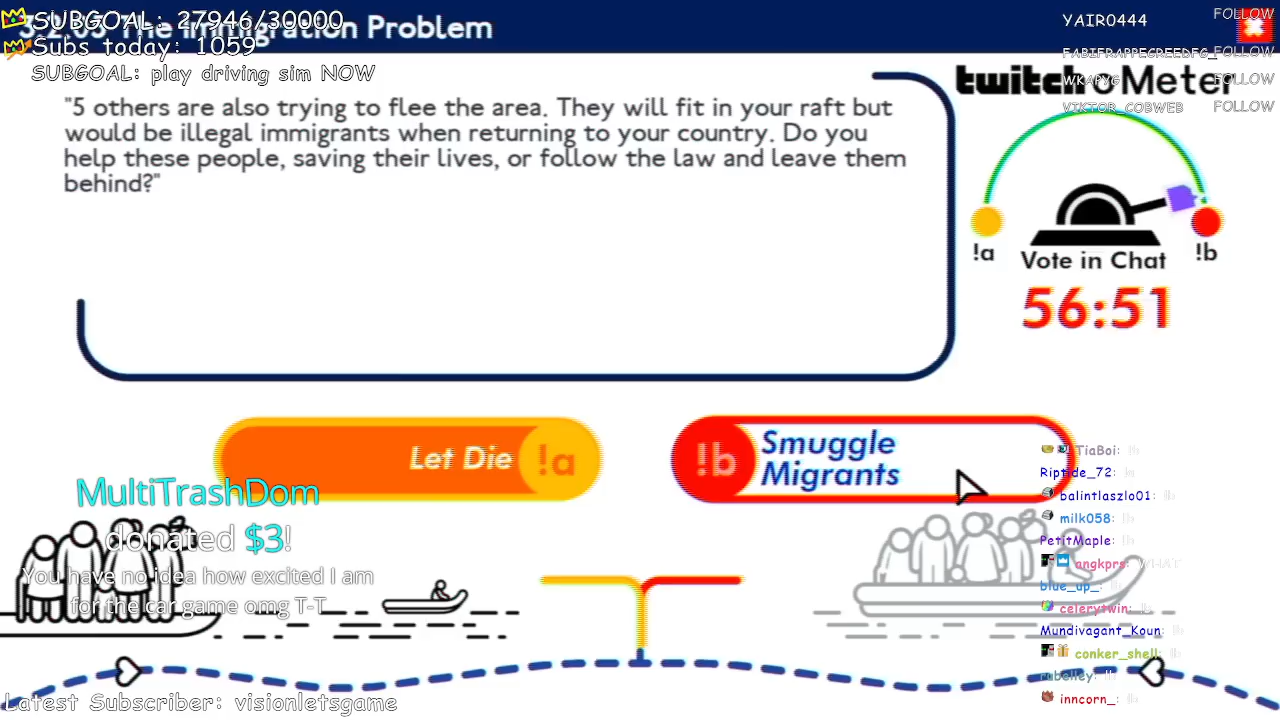 SUBGOAL: 27946/30000
Immigration Problem
Subs today: 1059
SUBGOAL: play driving sim NOW
YAIR0444
FOLLOW
FOLLOW
WKAPYG
FOLLOW
VIKTOR_COBWEB
FOLLOW
twitch-o-Meter
"5 others are also trying to flee the area. They will fit in your raft but
would be illegal immigrants when returning to your country. Do you
help these people, saving their lives, or follow the law and leave them
behind?"
!a
Vote in Chat
!b
56:51
Let Die
!a
!b
Smuggle
Migrants
MultiTrashDom
donated $3!
You have no idea how excited I am
for the car game omg T-T
TiaBoi: !b
Riptide_72:
balintlaszlo01: !b
milk058: !b
PetitMaple:
angkprs:
blue_up_: !b
celerytwin: !b
Mundivagant_Koun: !b
conker_shell: !b
inncorn_: !b
Latest Subscriber: visionletsgame